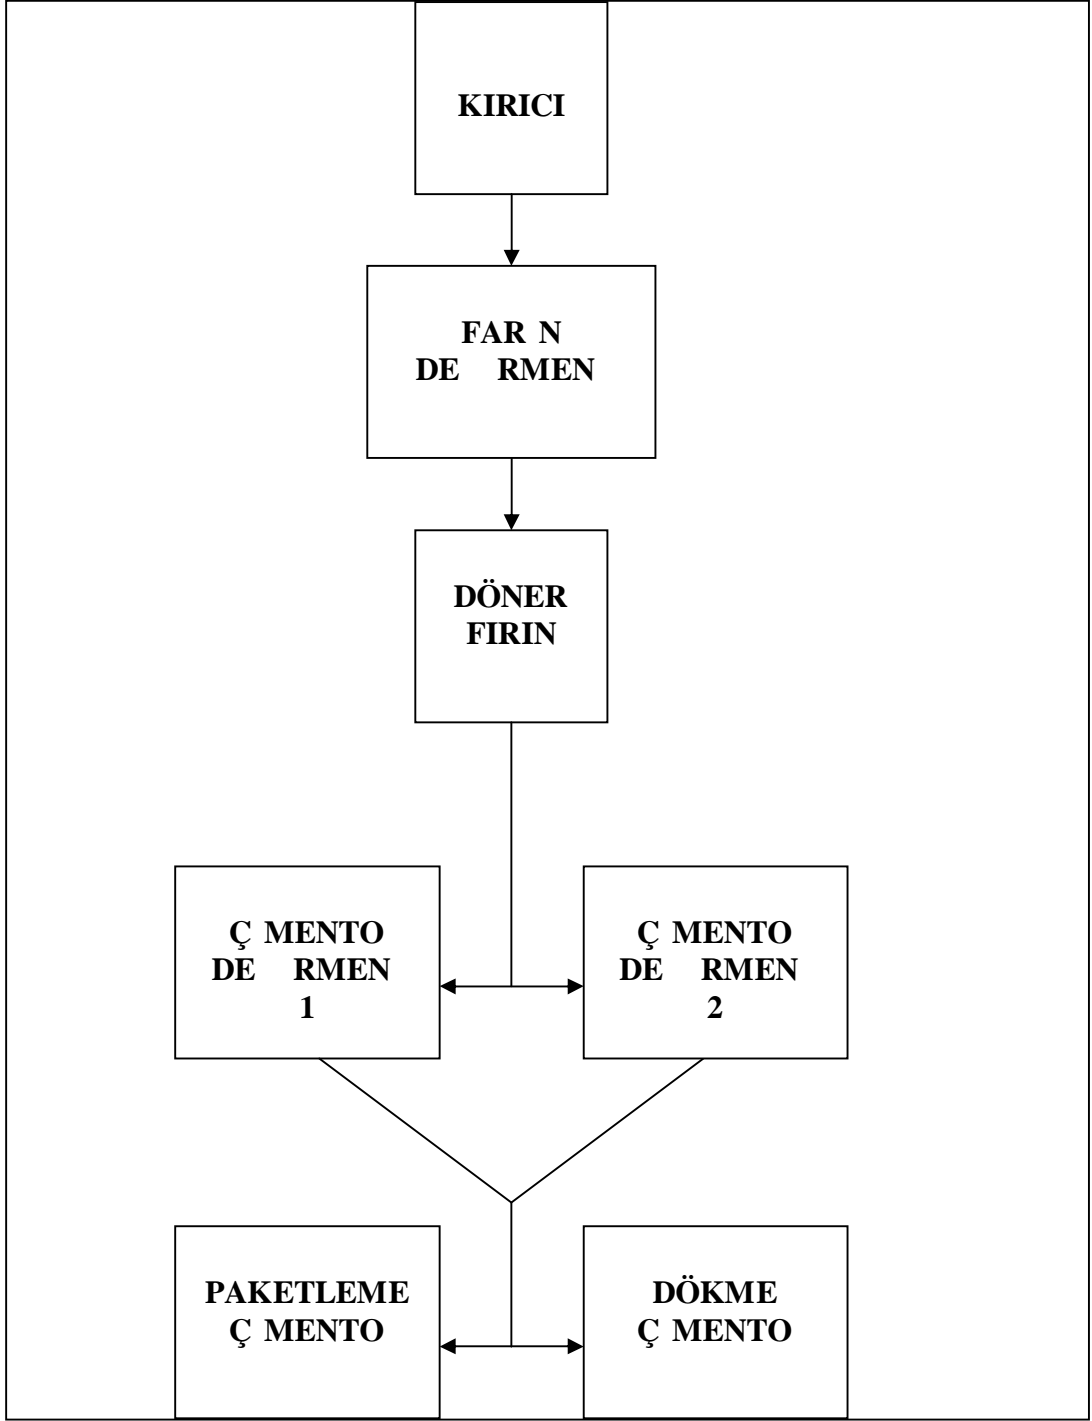 KIRICI
FAR N
DE RMEN
DÖNER
FIRIN
Ç MENTO
DE RMEN
1
Ç MENTO
DE RMEN
2
PAKETLEME
Ç MENTO
DÖKME
Ç MENTO